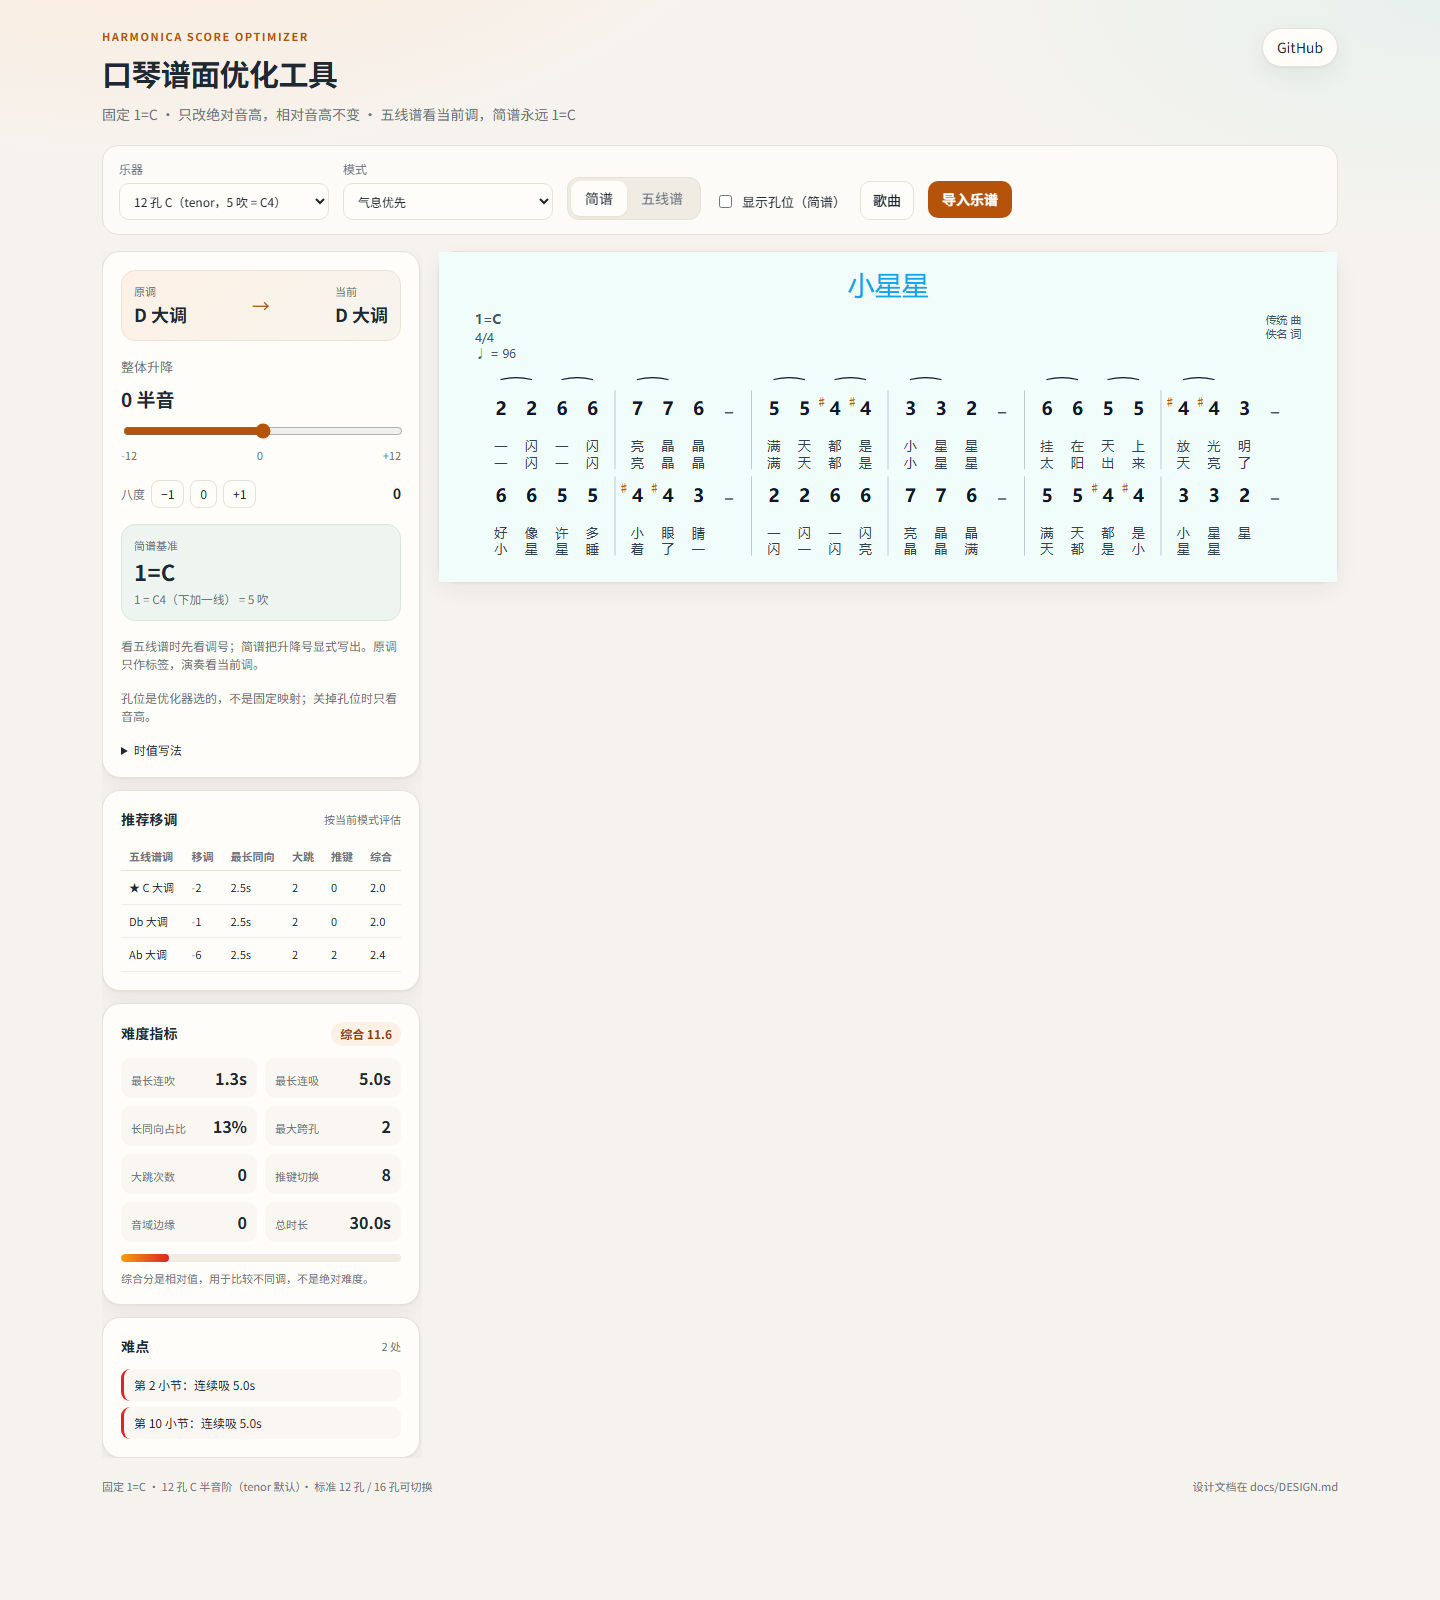 HARMONICA SCORE OPTIMIZER
口琴谱面优化工具
固定 1=C · 只改绝对音高，相对音高不变 · 五线谱看当前调，简谱永远 1=C
GitHub
乐器
12 孔 C（tenor，5 吹 = C4）
模式
气息优先
简谱 五线谱
显示孔位（简谱）
歌曲
导入乐谱
原调
D 大调
→
当前
D 大调
整体升降
0 半音
-12 0 +12
八度 −1 0 +1 0
简谱基准
1=C
1 = C4（下加一线） = 5 吹
看五线谱时先看调号；简谱把升降号显式写出。原调
只作标签，演奏看当前调。
孔位是优化器选的，不是固定映射；关掉孔位时只看
音高。
▶ 时值写法
推荐移调 按当前模式评估
五线谱调 移调 最长同向 大跳 推键 综合
★ C 大调 -2 2.5s 2 0 2.0
Db 大调 -1 2.5s 2 0 2.0
Ab 大调 -6 2.5s 2 2 2.4
难度指标 综合 11.6
最长连吹 1.3s 最长连吸 5.0s
长同向占比 13% 最大跨孔 2
大跳次数 0 推键切换 8
音域边缘 0 总时长 30.0s
综合分是相对值，用于比较不同调，不是绝对难度。
难点 2 处
第 2 小节：连续吸 5.0s
第 10 小节：连续吸 5.0s
小星星
1=C
4/4
♩ = 96
传统 曲
佚名 词
2 2 6 6 | 7 7 6 – | 5 5 ♯4 ♯4 | 3 3 2 – | 6 6 5 5 | ♯4 ♯4 3 –
一 闪 一 闪 亮 晶 晶 满 天 都 是 小 星 星 挂 在 天 上 放 光 明
一 闪 一 闪 亮 晶 晶 满 天 都 是 小 星 星 太 阳 出 来 天 亮 了
6 6 5 5 | ♯4 ♯4 3 – | 2 2 6 6 | 7 7 6 – | 5 5 ♯4 ♯4 | 3 3 2 –
好 像 许 多 小 眼 睛 一 闪 一 闪 亮 晶 晶 满 天 都 是 小 星 星
小 星 星 睡 着 了 一 闪 一 闪 亮 晶 晶 满 天 都 是 小 星 星
固定 1=C · 12 孔 C 半音阶（tenor 默认）· 标准 12 孔 / 16 孔可切换
设计文档在 docs/DESIGN.md